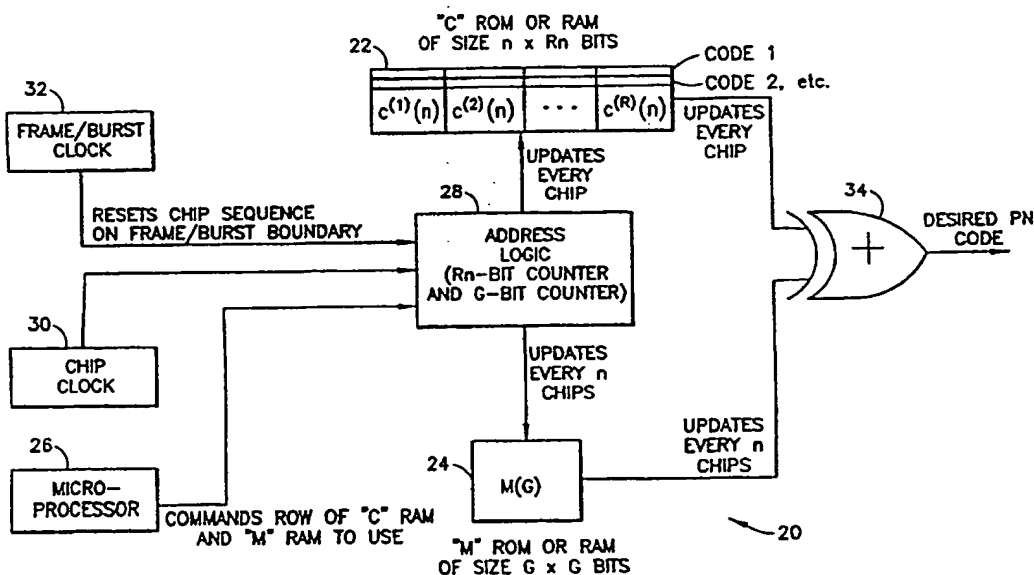 "C" ROM OR RAM
OF SIZE n x Rn BITS
22
CODE 1
CODE 2, etc.
c(1)(n) c(2)(n) · · · c(R)(n)
32
FRAME/BURST
CLOCK
UPDATES
EVERY
CHIP
UPDATES
EVERY
CHIP
RESETS CHIP SEQUENCE
ON FRAME/BURST BOUNDARY
28
ADDRESS
LOGIC
(Rn-BIT COUNTER
AND G-BIT COUNTER)
34
+
DESIRED PN
CODE
30
CHIP
CLOCK
UPDATES
EVERY n
CHIPS
26
MICRO-
PROCESSOR
COMMANDS ROW OF "C" RAM
AND "M" RAM TO USE
24
M(G)
UPDATES
EVERY n
CHIPS
"M" ROM OR RAM
OF SIZE G x G BITS
20